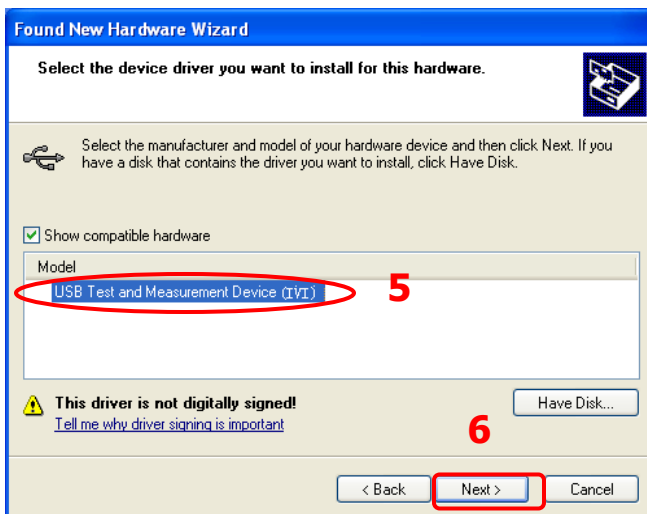 Found New Hardware Wizard
Select the device driver you want to install for this hardware.
Select the manufacturer and model of your hardware device and then click Next. If you
have a disk that contains the driver you want to install, click Have Disk.
Show compatible hardware
Model
USB Test and Measurement Device (IVI)
5
This driver is not digitally signed!
Have Disk...
Tell me why driver signing is important
6
< Back
Next >
Cancel